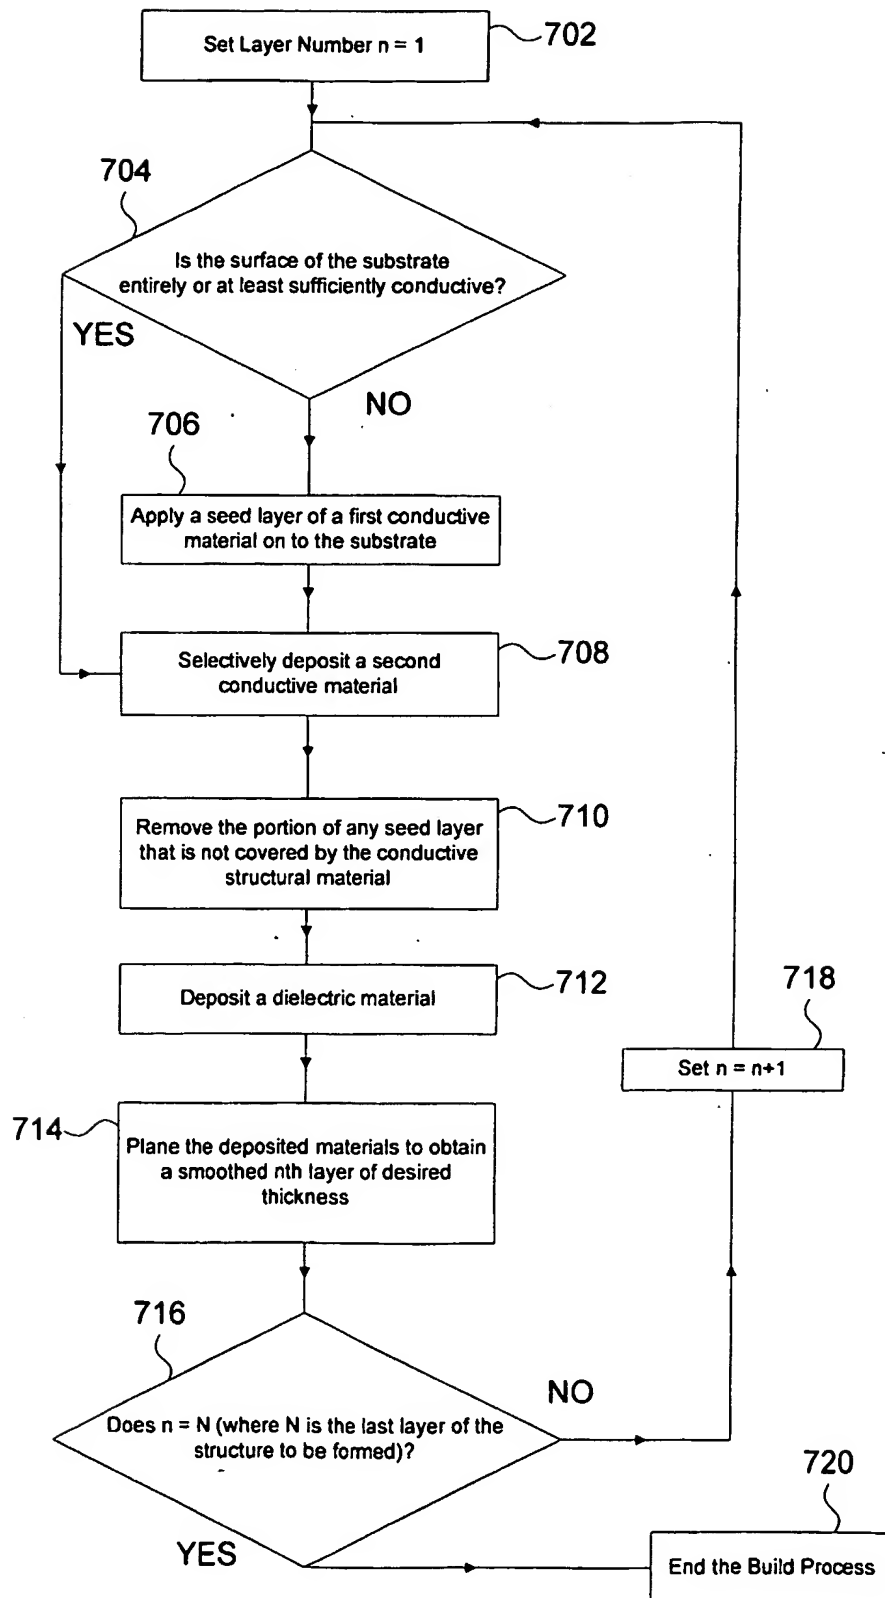 Set Layer Number n = 1
702
704
Is the surface of the substrate
entirely or at least sufficiently conductive?
YES
NO
706
Apply a seed layer of a first conductive
material on to the substrate
Selectively deposit a second
conductive material
708
Remove the portion of any seed layer
that is not covered by the conductive
structural material
710
Deposit a dielectric material
712
718
Set n = n+1
714
Plane the deposited materials to obtain
a smoothed nth layer of desired
thickness
716
Does n = N (where N is the last layer of the
structure to be formed)?
NO
YES
720
End the Build Process